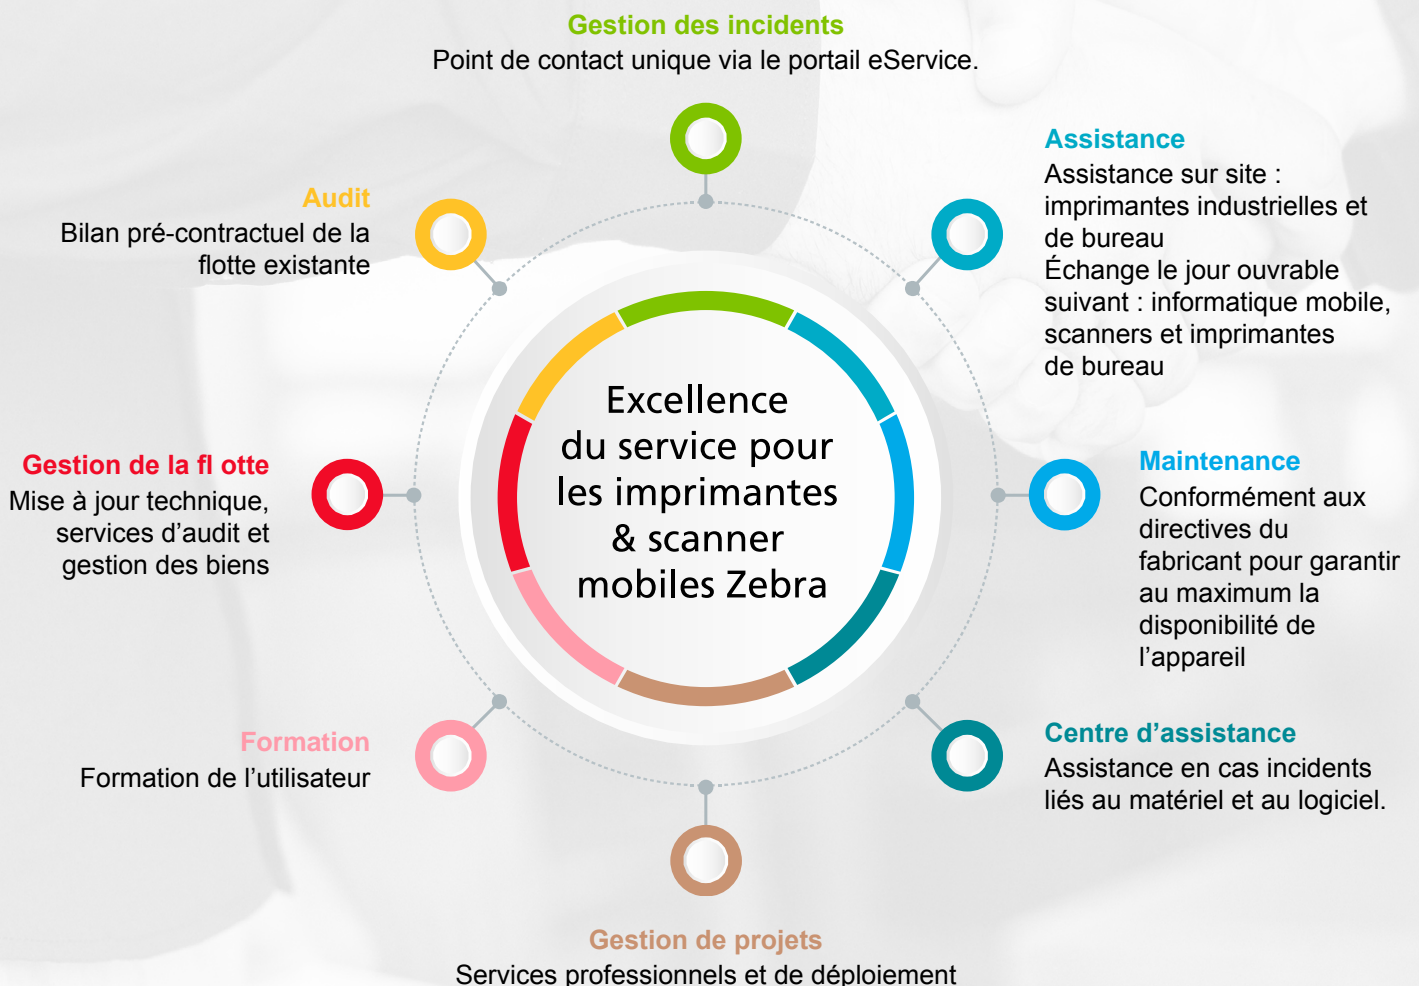 Gestion des incidents
Point de contact unique via le portail eService.
Assistance
Assistance sur site :
imprimantes industrielles et
de bureau
Échange le jour ouvrable
suivant : informatique mobile,
scanners et imprimantes
de bureau
Audit
Bilan pré-contractuel de la
flotte existante
Excellence
du service pour
les imprimantes
& scanner
mobiles Zebra
Gestion de la fl otte
Mise à jour technique,
services d’audit et
gestion des biens
Maintenance
Conformément aux
directives du
fabricant pour garantir
au maximum la
disponibilité de
l’appareil
Formation
Formation de l’utilisateur
Centre d’assistance
Assistance en cas incidents
liés au matériel et au logiciel.
Gestion de projets
Services professionnels et de déploiement